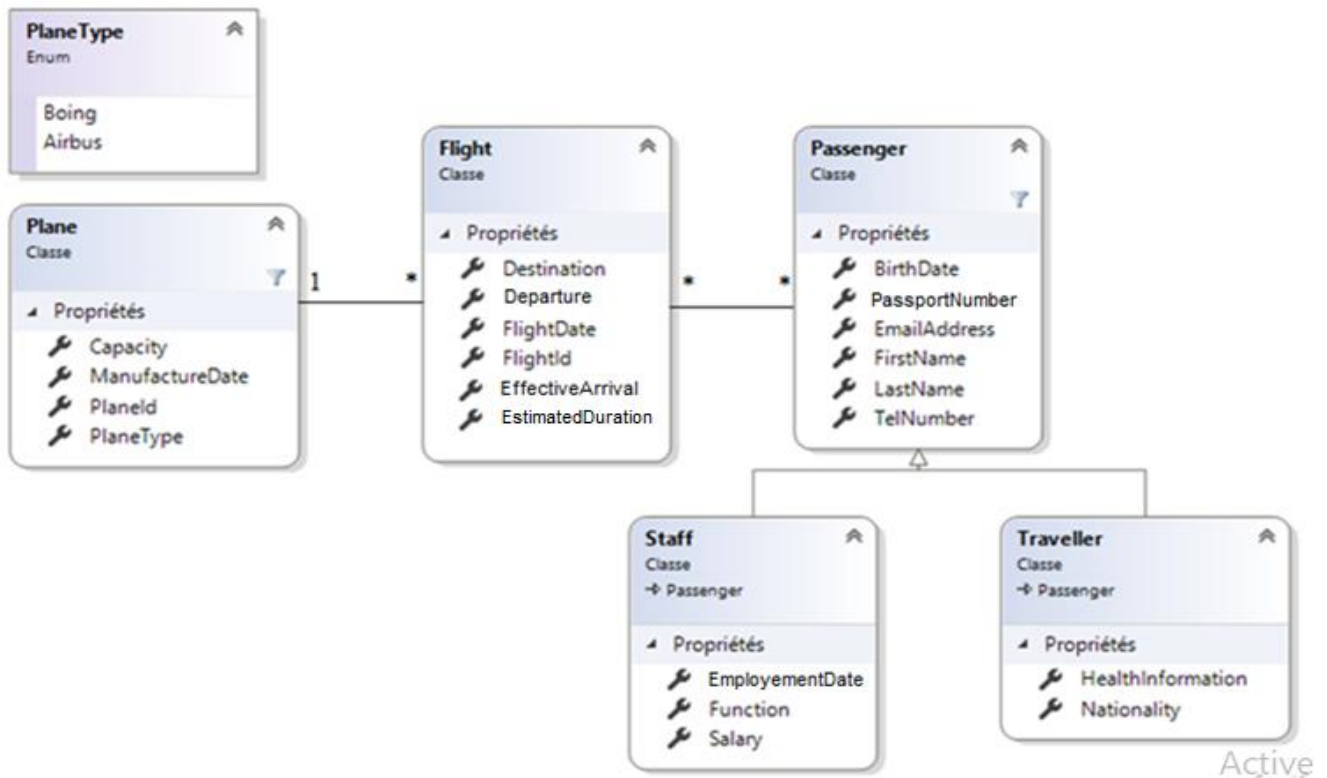 PlaneType
Enum
Boing
Airbus
Plane
Classe
Propriétés
Capacity
ManufactureDate
PlaneId
PlaneType
1
*
Flight
Classe
Propriétés
Destination
Departure
FlightDate
FlightId
EffectiveArrival
EstimatedDuration
*
*
Passenger
Classe
Propriétés
BirthDate
PassportNumber
EmailAddress
FirstName
LastName
TelNumber
Staff
Classe
Passenger
Propriétés
EmployementDate
Function
Salary
Traveller
Classe
Passenger
Propriétés
HealthInformation
Nationality
Active